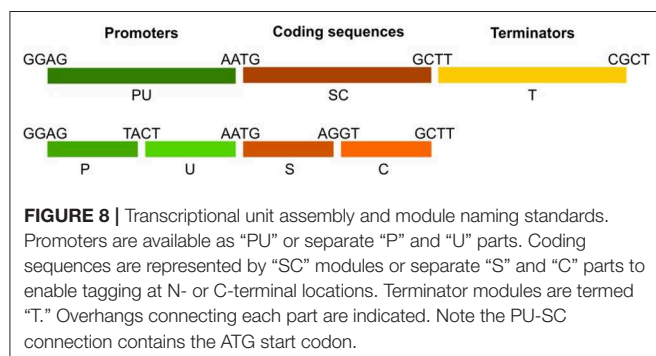 Promoters Coding sequences Terminators
GGAG AATG GCTT CGCT
PU SC T
GGAG TACT AATG AGGT GCTT
P U S C
FIGURE 8 | Transcriptional unit assembly and module naming standards.
Promoters are available as “PU” or separate “P” and “U” parts. Coding
sequences are represented by “SC” modules or separate “S” and “C” parts to
enable tagging at N- or C-terminal locations. Terminator modules are termed
“T.” Overhangs connecting each part are indicated. Note the PU-SC
connection contains the ATG start codon.